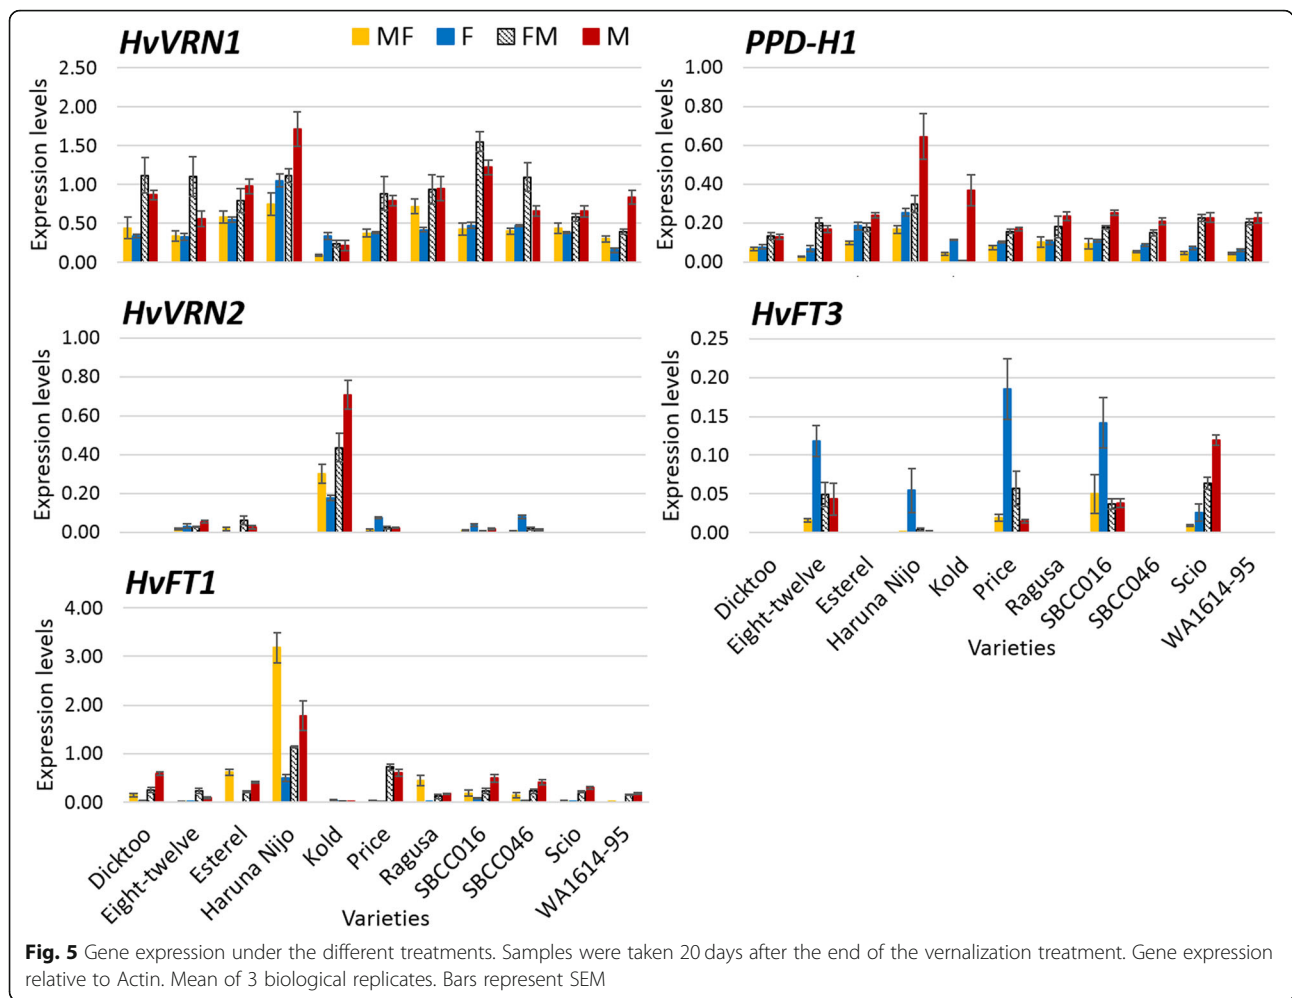 HvVRN1
MF F FM M
Expression levels
2.50
2.00
1.50
1.00
0.50
0.00
PPD-H1
Expression levels
1.00
0.80
0.60
0.40
0.20
0.00
HvVRN2
Expression levels
1.00
0.80
0.60
0.40
0.20
0.00
HvFT3
Expression levels
0.25
0.20
0.15
0.10
0.05
0.00
Dicktoo
Eight-twelve
Esterel
Haruna Nijo
Kold
Price
Ragusa
SBCC016
SBCC046
Scio
WA1614-95
Varieties
HvFT1
Expression levels
4.00
3.00
2.00
1.00
0.00
Dicktoo
Eight-twelve
Esterel
Haruna Nijo
Kold
Price
Ragusa
SBCC016
SBCC046
Scio
WA1614-95
Varieties
Fig. 5 Gene expression under the different treatments. Samples were taken 20 days after the end of the vernalization treatment. Gene expression
relative to Actin. Mean of 3 biological replicates. Bars represent SEM